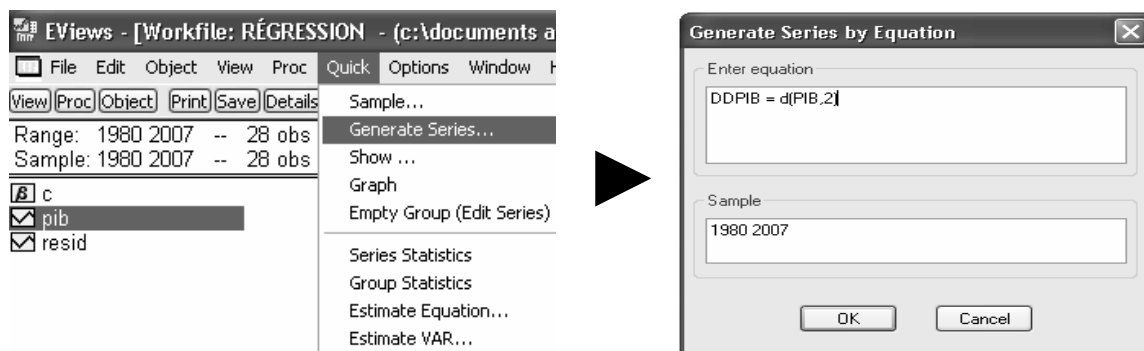 EViews - [Workfile: RÉGRESSION - (c:\documents a
File Edit Object View Proc Quick Options Window
View Proc Object Print Save Details
Range: 1980 2007 -- 28 obs
Sample: 1980 2007 -- 28 obs
c
pib
resid
Sample...
Generate Series...
Show ...
Graph
Empty Group (Edit Series)
Series Statistics
Group Statistics
Estimate Equation...
Estimate VAR...
Generate Series by Equation
Enter equation
DDPIB = d(PIB,2)
Sample
1980 2007
OK Cancel